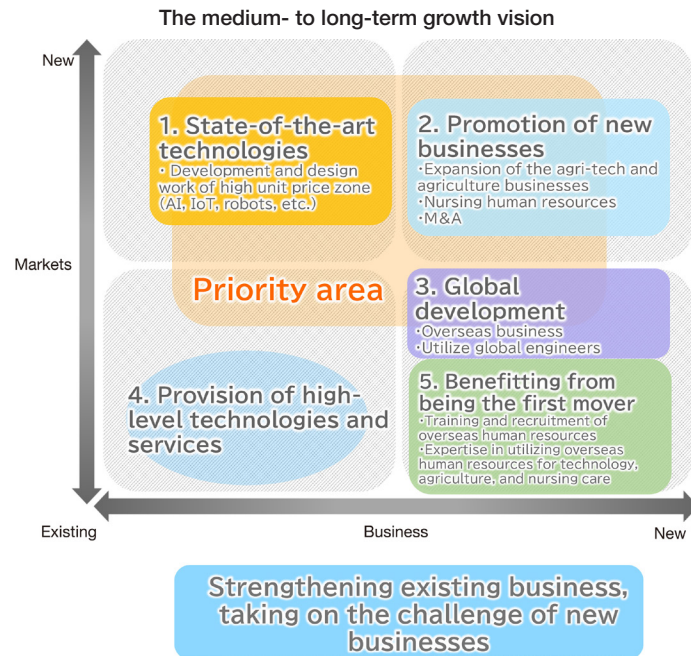 The medium- to long-term growth vision
New
1. State-of-the-art
technologies
・Development and design
work of high unit price zone
(AI, IoT, robots, etc.)
2. Promotion of new
businesses
・Expansion of the agri-tech and
agriculture businesses
・Nursing human resources
・M&A
Markets
Priority area
3. Global
development
・Overseas business
・Utilize global engineers
4. Provision of high-
level technologies and
services
5. Benefitting from
being the first mover
・Training and recruitment of
overseas human resources
・Expertise in utilizing overseas
human resources for technology,
agriculture, and nursing care
Existing
Business
New
Strengthening existing business,
taking on the challenge of new
businesses